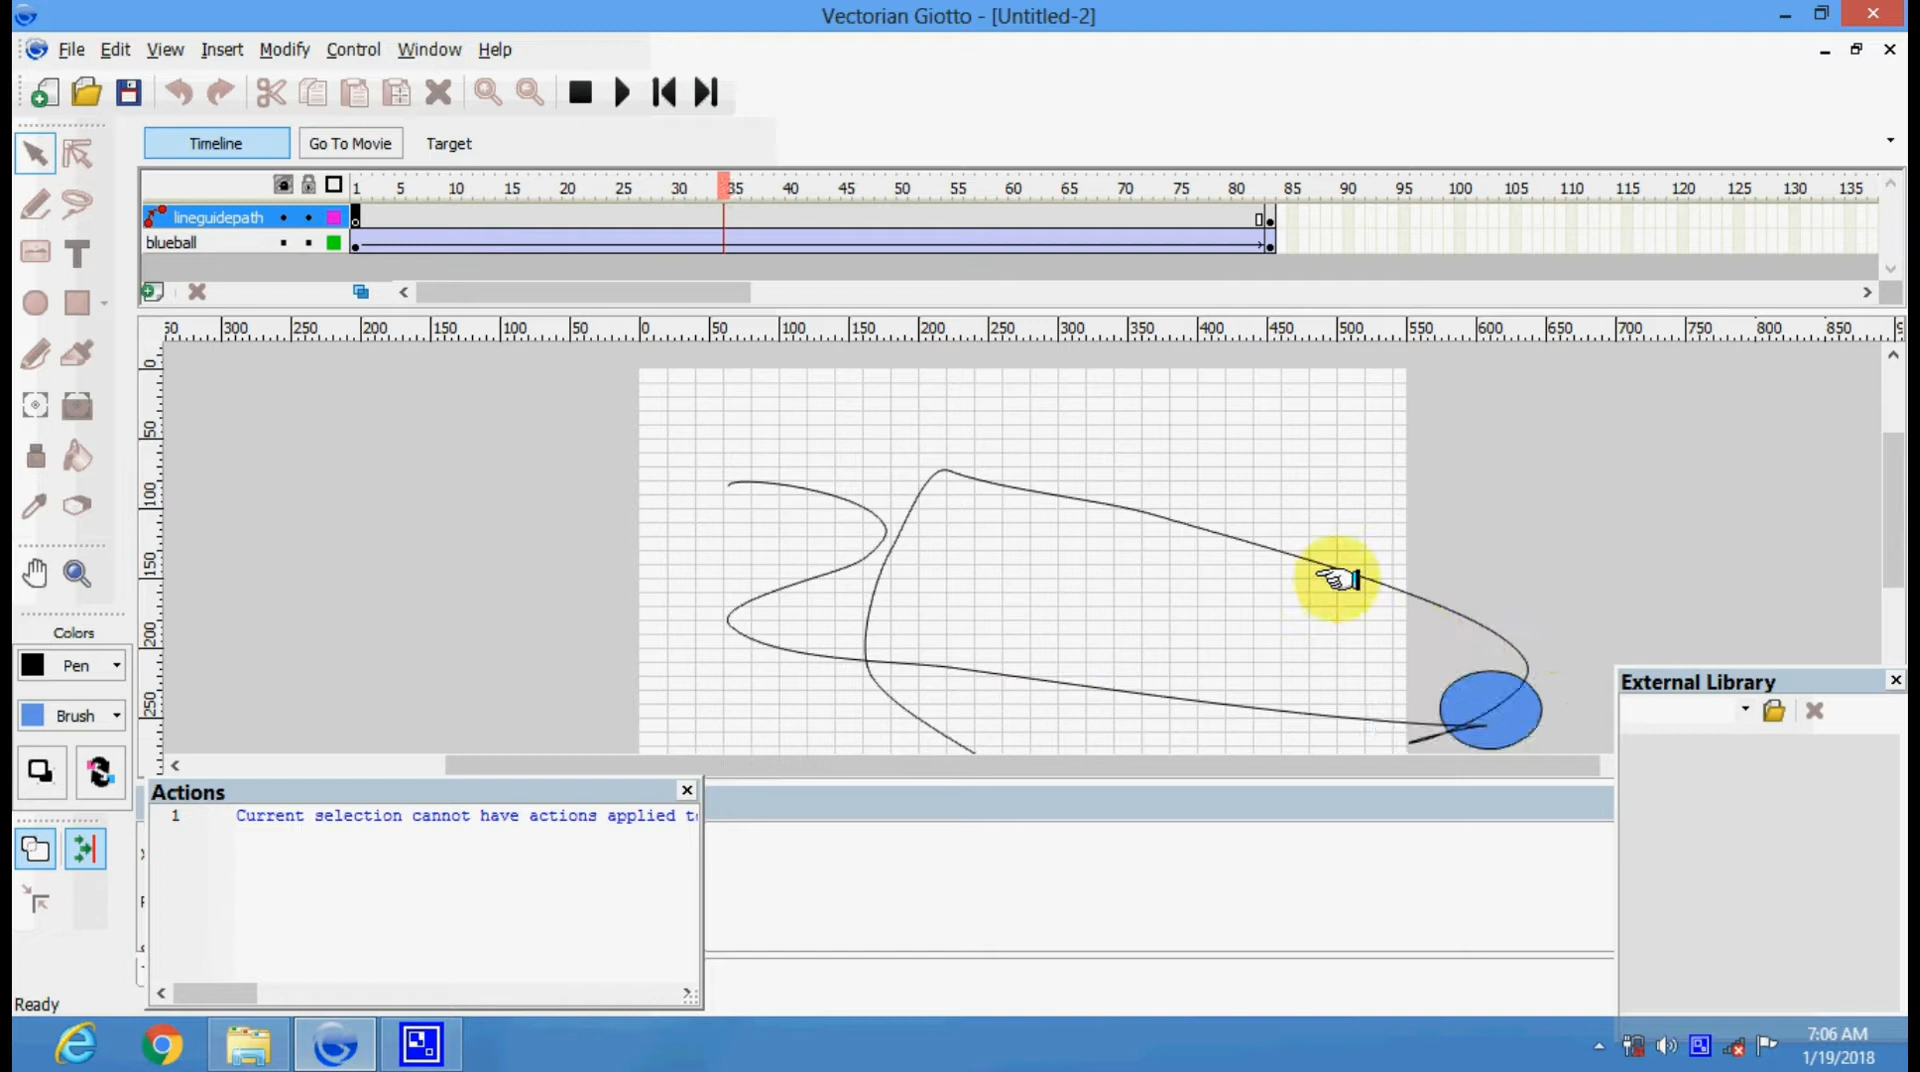 Vectorian Giotto - [Untitled-2]
File Edit View Insert Modify Control Window Help
Timeline Go To Movie Target
1 5 10 15 20 25 30 35 40 45 50 55 60 65 70 75 80 85 90 95 100 105 110 115 120 125 130 135
lineguidepath
blueball
50 300 250 200 150 100 50 0 50 100 150 200 250 300 350 400 450 500 550 600 650 700 750 800 850
0
50
100
150
200
250
Colors
Pen
Brush
External Library
Actions
1 Current selection cannot have actions applied
Ready
7:06 AM
1/19/2018